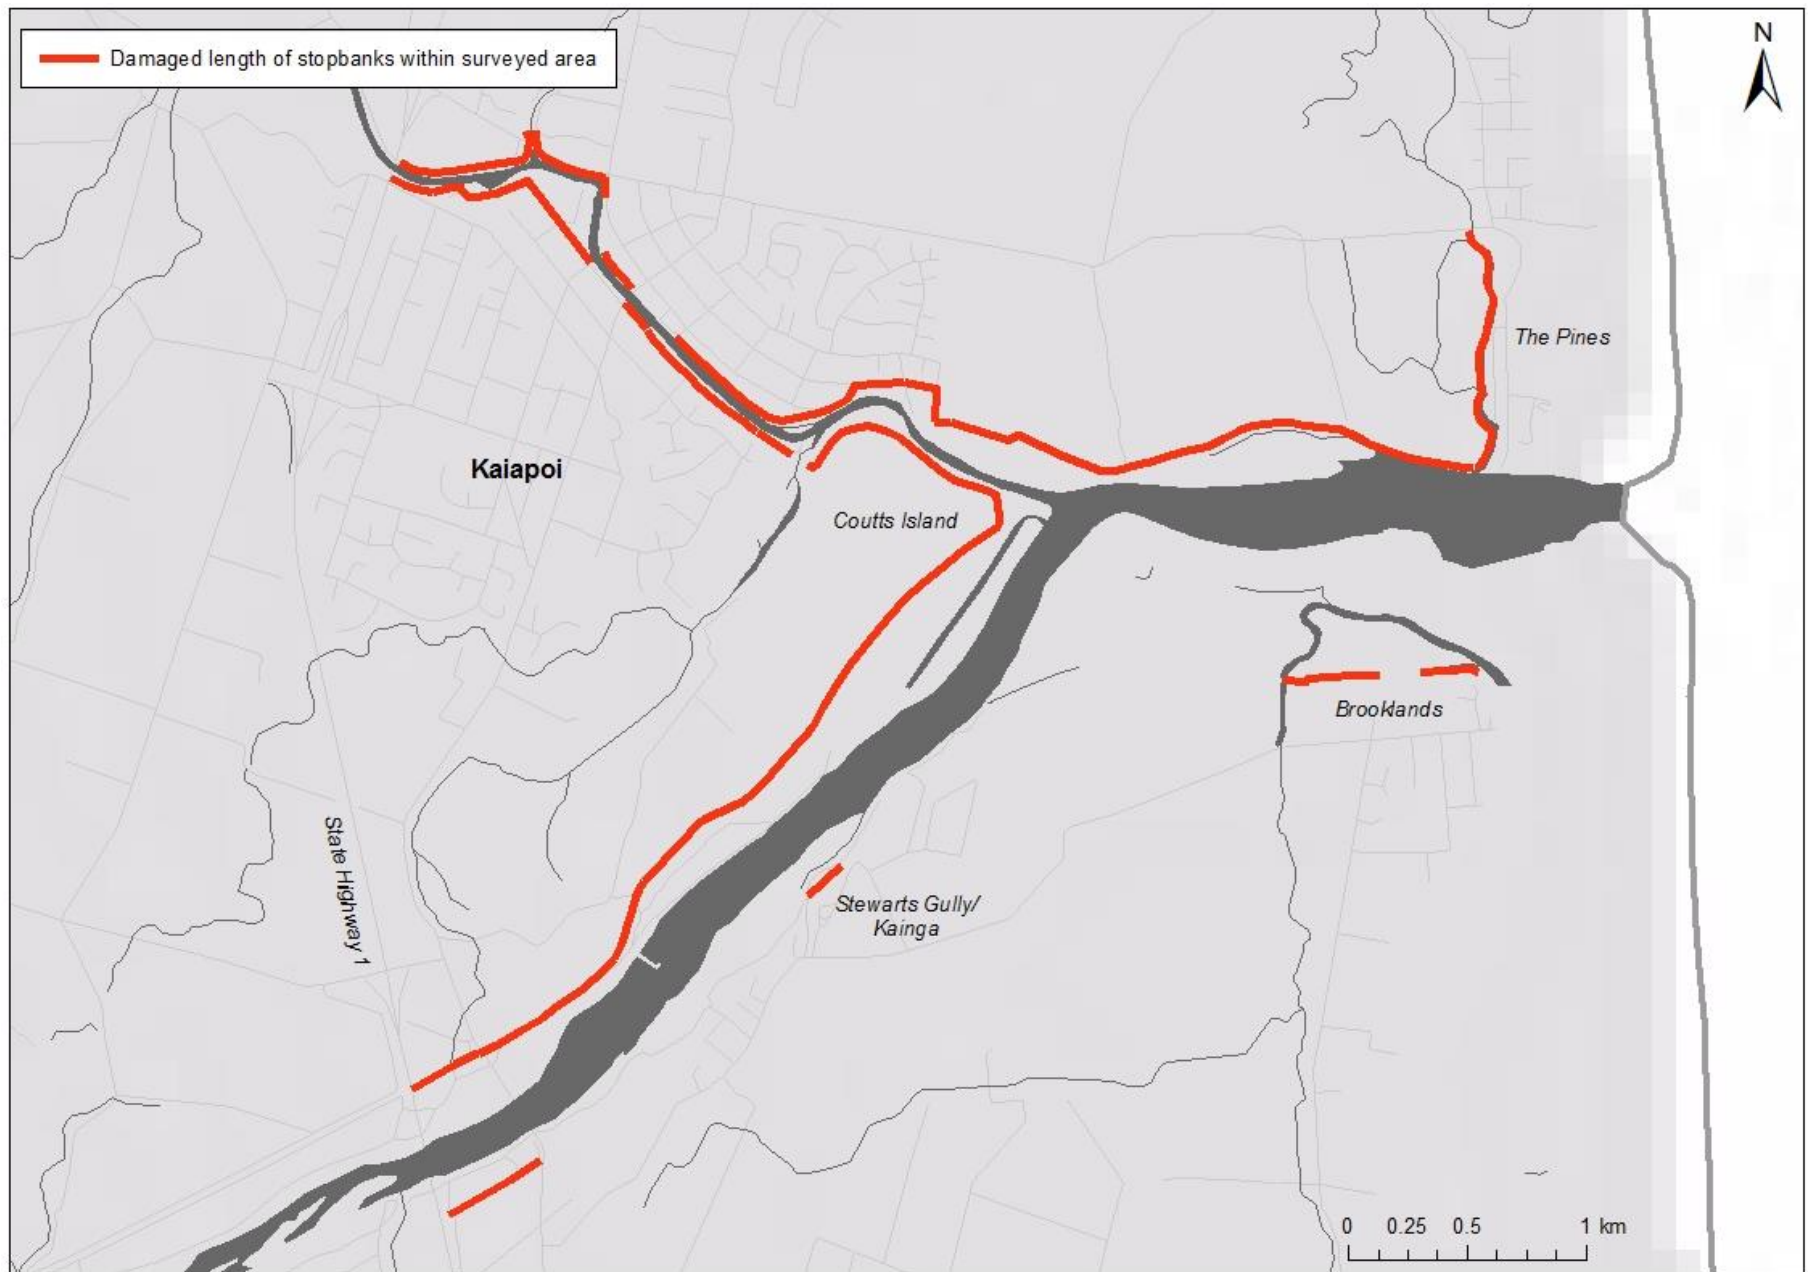 Damaged length of stopbanks within surveyed area
N
The Pines
Kaiapoi
Coutts Island
Brooklands
State Highway 1
Stewarts Gully/
Kainga
0 0.25 0.5 1 km